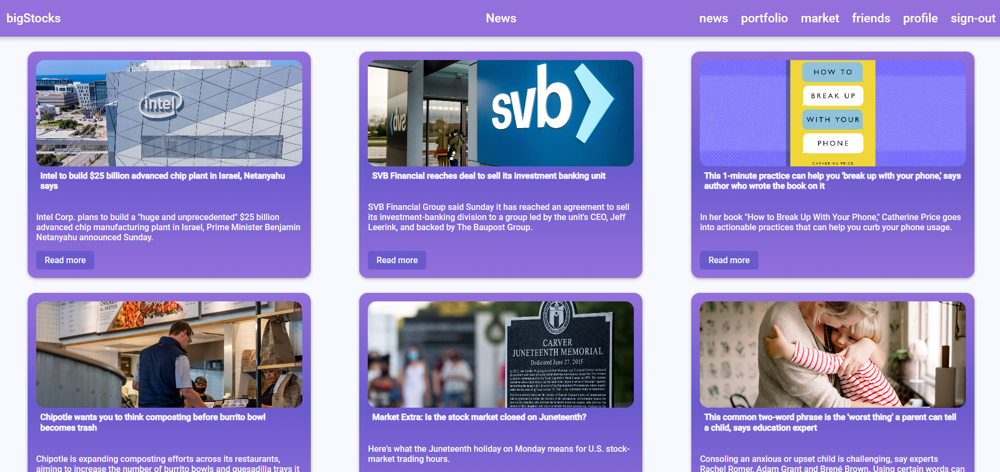 bigStocks
News
news portfolio market friends profile sign-out
intel
Intel to build $25 billion advanced chip plant in Israel, Netanyahu
says
Intel Corp. plans to build a "huge and unprecedented" $25 billion
advanced chip manufacturing plant in Israel, Prime Minister Benjamin
Netanyahu announced Sunday.
Read more
svb
SVB Financial reaches deal to sell its investment banking unit
SVB Financial Group said Sunday it has reached an agreement to sell
its investment-banking division to a group led by the unit's CEO, Jeff
Leerink, and backed by The Baupost Group.
Read more
HOW TO
BREAK UP
WITH YOUR
PHONE
CATHERINE PRICE
This 1-minute practice can help you 'break up with your phone,' says
author who wrote the book on it
In her book "How to Break Up With Your Phone," Catherine Price goes
into actionable practices that can help you curb your phone usage.
Read more
CHICKEN
AL PASTOR
Chipotle wants you to think composting before burrito bowl
becomes trash
Chipotle is expanding composting efforts across its restaurants,
aiming to increase the number of burrito bowls and quesadilla trays it
CARVER
JUNETEENTH MEMORIAL
Dedicated June 27, 2015
Market Extra: Is the stock market closed on Juneteenth?
Here's what the Juneteenth holiday on Monday means for U.S. stock-
market trading hours.
This common two-word phrase is the 'worst thing' a parent can tell
a child, says education expert
Consoling an anxious or upset child is challenging, say experts
Rachel Romer, Adam Grant and Brené Brown. Using certain words can